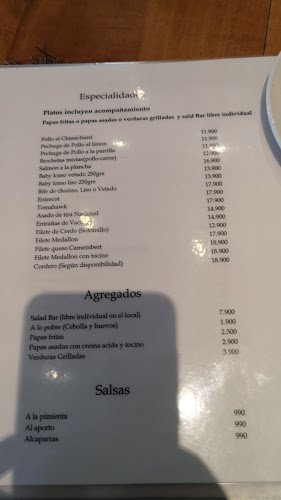 Especialidades
Platos incluyen acompañamiento
Papas fritas o papas asadas o verduras grilladas y salad Bar libre individual
Pollo al Chimichurri 11.900
Pechuga de Pollo al limon 11.900
Pechuga de Pollo a la parrilla 11.900
Brochetas mixtas(pollo-carne) 12.900
Salmon a la plancha 16.900
Baby lomo vetado 250grs 15.900
Baby lomo liso 250grs 15.900
Bife de chorizo, Liso o Vetado 17.900
Entrecot 17.900
Tomahawk 17.900
Asado de tira Nacional 14.900
Entrañas de Vacuno 14.900
Filete de Cerdo (Solomillo) 12.900
Filete Medallon 17.900
Filete queso Camembert 18.900
Filete Medallon con tocino 18.900
Cordero (Según disponibilidad) 18.900
Agregados
Salad Bar (libre individual en el local) 7.900
A lo pobre (Cebolla y huevos) 1.900
Papas fritas 2.300
Papas asadas con crema acida y tocino 2.900
Verduras Grilladas 3.900
Salsas
A la pimienta 990
Al oporto 990
Alcaparras 990